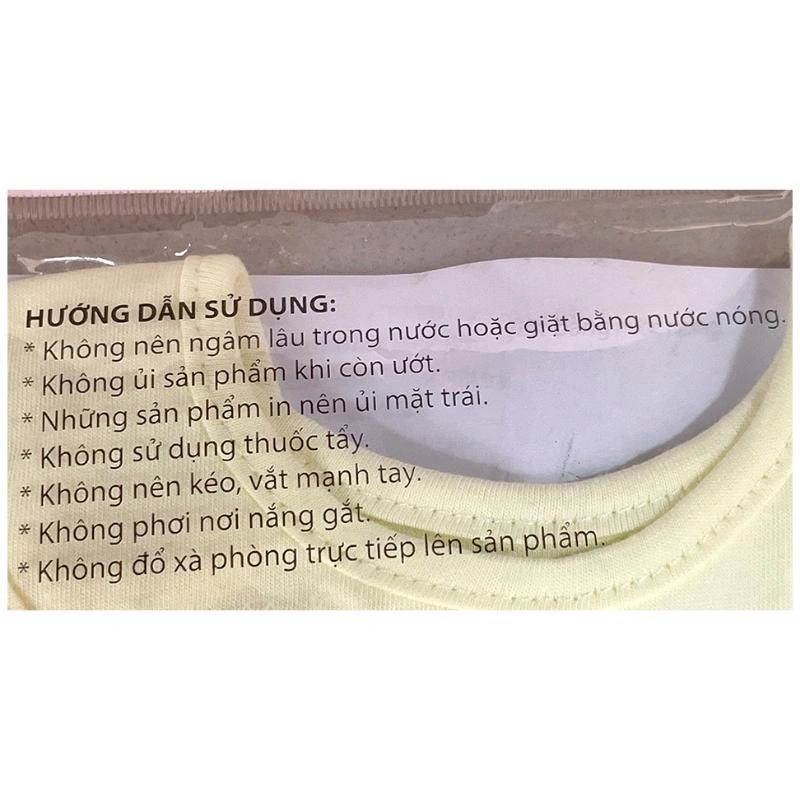 HƯỚNG DẪN SỬ DỤNG:
* Không nên ngâm lâu trong nước hoặc giặt bằng nước nóng.
* Không ủi sản phẩm khi còn ướt.
* Những sản phẩm in nên ủi mặt trái.
* Không sử dụng thuốc tẩy.
* Không nên kéo, vắt mạnh tay.
* Không phơi nơi nắng gắt.
* Không đổ xà phòng trực tiếp lên sản phẩm.